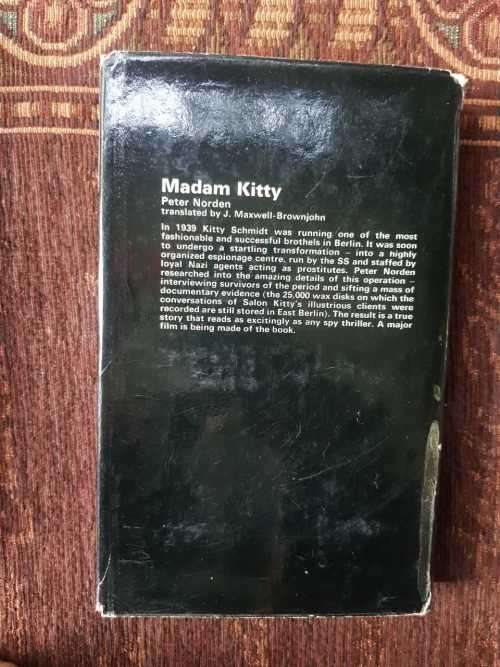 Madam Kitty
Peter Norden
translated by J. Maxwell-Brownjohn
In 1939 Kitty Schmidt was running one of the most
fashionable and successful brothels in Berlin. It was soon
to undergo a startling transformation – into a highly
organized espionage centre, run by the SS and staffed by
loyal Nazi agents acting as prostitutes. Peter Norden
researched into the amazing details of this operation –
interviewing survivors of the period and sifting a mass of
documentary evidence (the 25,000 wax disks on which the
conversations of Salon Kitty's illustrious clients were
recorded are still stored in East Berlin). The result is a true
story that reads as excitingly as any spy thriller. A major
film is being made of the book.